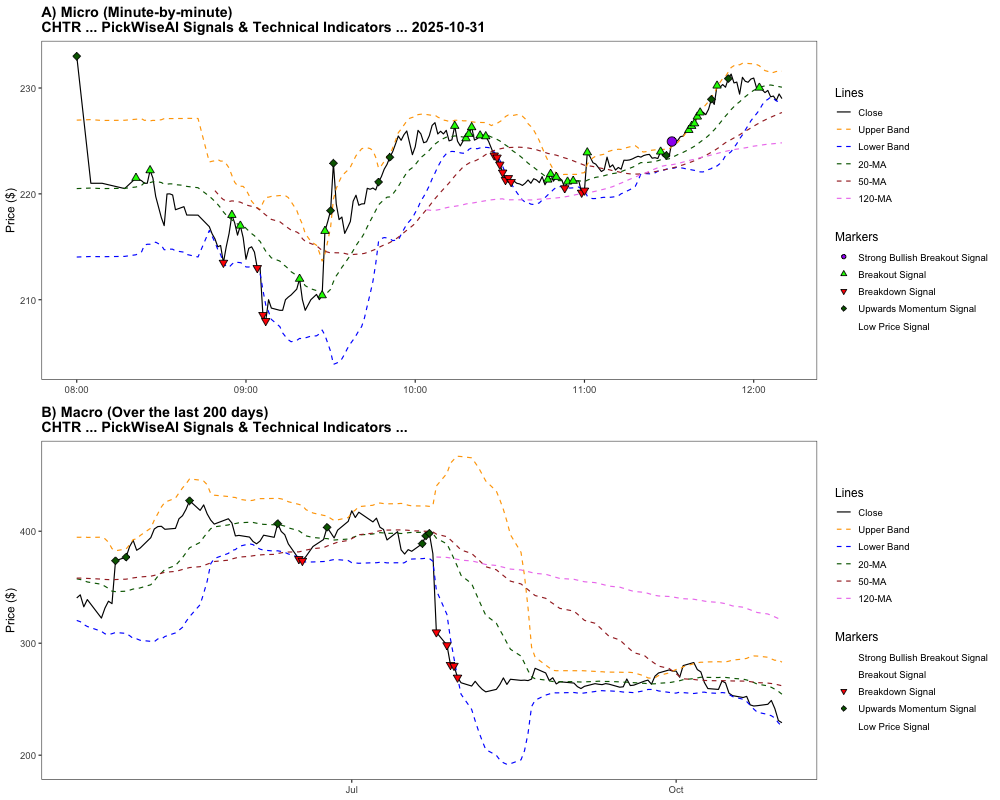 A) Micro (Minute-by-minute)
CHTR ... PickWiseAI Signals & Technical Indicators ... 2025-10-31
230
220
210
Price ($)
08:00
09:00
10:00
11:00
12:00
Lines
Close
Upper Band
Lower Band
20-MA
50-MA
120-MA
Markers
Strong Bullish Breakout Signal
Breakout Signal
Breakdown Signal
Upwards Momentum Signal
Low Price Signal
B) Macro (Over the last 200 days)
CHTR ... PickWiseAI Signals & Technical Indicators ...
400
300
200
Price ($)
Jul
Oct
Lines
Close
Upper Band
Lower Band
20-MA
50-MA
120-MA
Markers
Strong Bullish Breakout Signal
Breakout Signal
Breakdown Signal
Upwards Momentum Signal
Low Price Signal